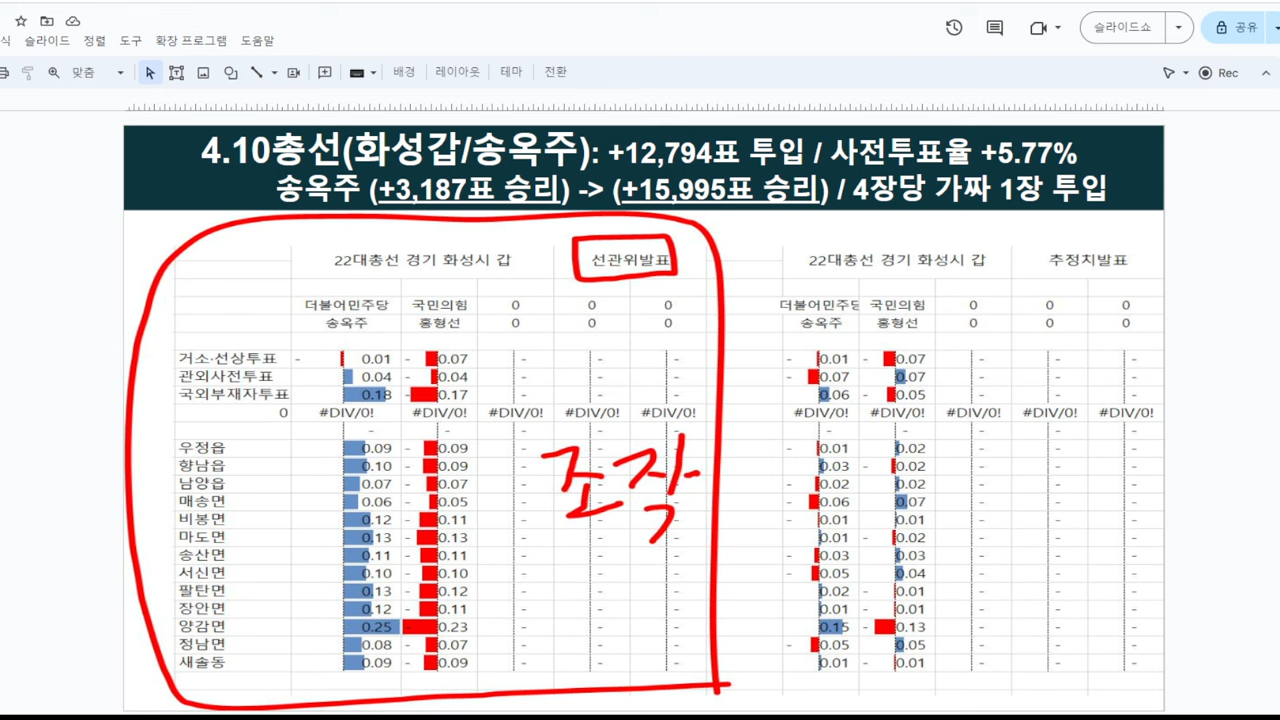 식 슬라이드 정렬 도구 확장 프로그램 도움말
슬라이드쇼
공유
맞춤
배경 레이아웃 테마 전환
Rec
4.10총선(화성갑/송옥주): +12,794표 투입 / 사전투표율 +5.77%
송옥주 (+3,187표 승리) -> (+15,995표 승리) / 4장당 가짜 1장 투입
22대총선 경기 화성시 갑 선관위발표 22대총선 경기 화성시 갑 추정치발표
더불어민주당 국민의힘 0 0 0 더불어민주당 국민의힘 0 0 0
송옥주 홍형선 0 0 0 송옥주 홍형선 0 0 0
거소·선상투표 - 0.01 - 0.07 - - - - 0.01 - 0.07 - - -
관외사전투표 0.04 - 0.04 - - - - 0.07 0.07 - - -
국외부재자투표 0.18 - 0.17 - - - 0.06 - 0.05 - - -
0 #DIV/0! #DIV/0! #DIV/0! #DIV/0! #DIV/0! #DIV/0! #DIV/0! #DIV/0! #DIV/0! #DIV/0!
- - - - - - - - - -
우정읍 0.09 - 0.09 - - - - 0.01 0.02 - - -
향남읍 0.10 - 0.09 - - - 0.03 - 0.02 - - -
남양읍 0.07 - 0.07 - - - - 0.02 0.02 - - -
매송면 0.06 - 0.05 - - - - 0.06 0.07 - - -
비봉면 0.12 - 0.11 - - - - 0.01 0.01 - - -
마도면 0.13 - 0.13 - - - 0.01 - 0.02 - - -
송산면 0.11 - 0.11 - - - - 0.03 0.03 - - -
서신면 0.10 - 0.10 - - - - 0.05 0.04 - - -
팔탄면 0.13 - 0.12 - - - 0.02 - 0.01 - - -
장안면 0.12 - 0.11 - - - 0.01 - 0.01 - - -
양감면 0.25 - 0.23 - - - 0.15 - 0.13 - - -
정남면 0.08 - 0.07 - - - - 0.05 0.05 - - -
새솔동 0.09 - 0.09 - - - 0.01 - 0.01 - - -
조작